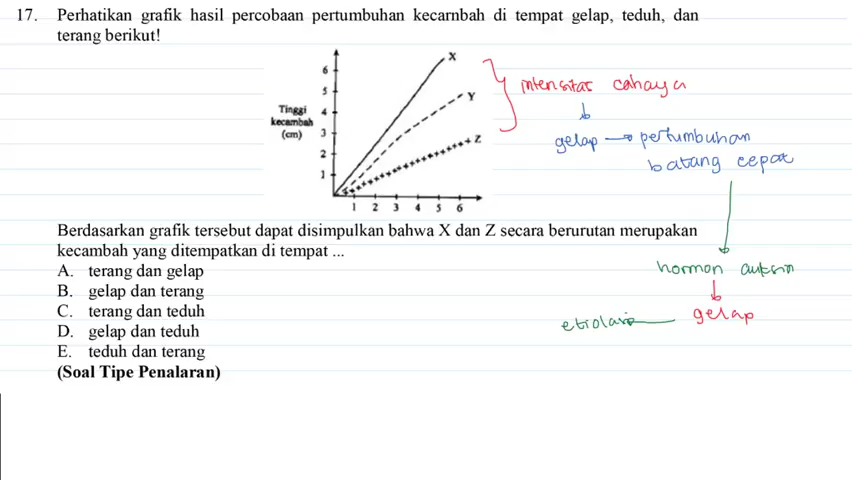 17. Perhatikan grafik hasil percobaan pertumbuhan kecarnbah di tempat gelap, teduh, dan
terang berikut!
Tinggi
kecambah
(cm)
6
5
4
3
2
1
1 2 3 4 5 6
X
Y
Z
intensitas cahaya
gelap → pertumbuhan
batang cepat
hormon auksin
gelap
etiolasi
Berdasarkan grafik tersebut dapat disimpulkan bahwa X dan Z secara berurutan merupakan
kecambah yang ditempatkan di tempat ...
A. terang dan gelap
B. gelap dan terang
C. terang dan teduh
D. gelap dan teduh
E. teduh dan terang
(Soal Tipe Penalaran)